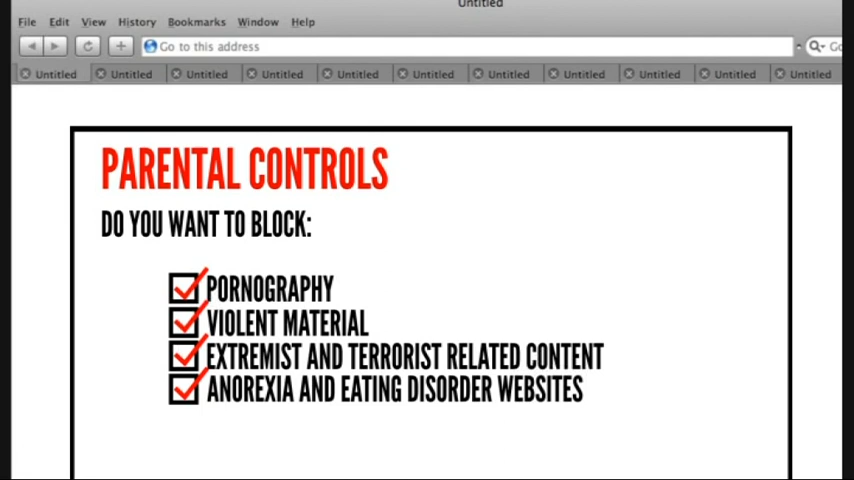 Untitled
File Edit View History Bookmarks Window Help
Go to this address
Untitled Untitled Untitled Untitled Untitled Untitled Untitled Untitled Untitled Untitled Untitled
PARENTAL CONTROLS
DO YOU WANT TO BLOCK:
PORNOGRAPHY
VIOLENT MATERIAL
EXTREMIST AND TERRORIST RELATED CONTENT
ANOREXIA AND EATING DISORDER WEBSITES